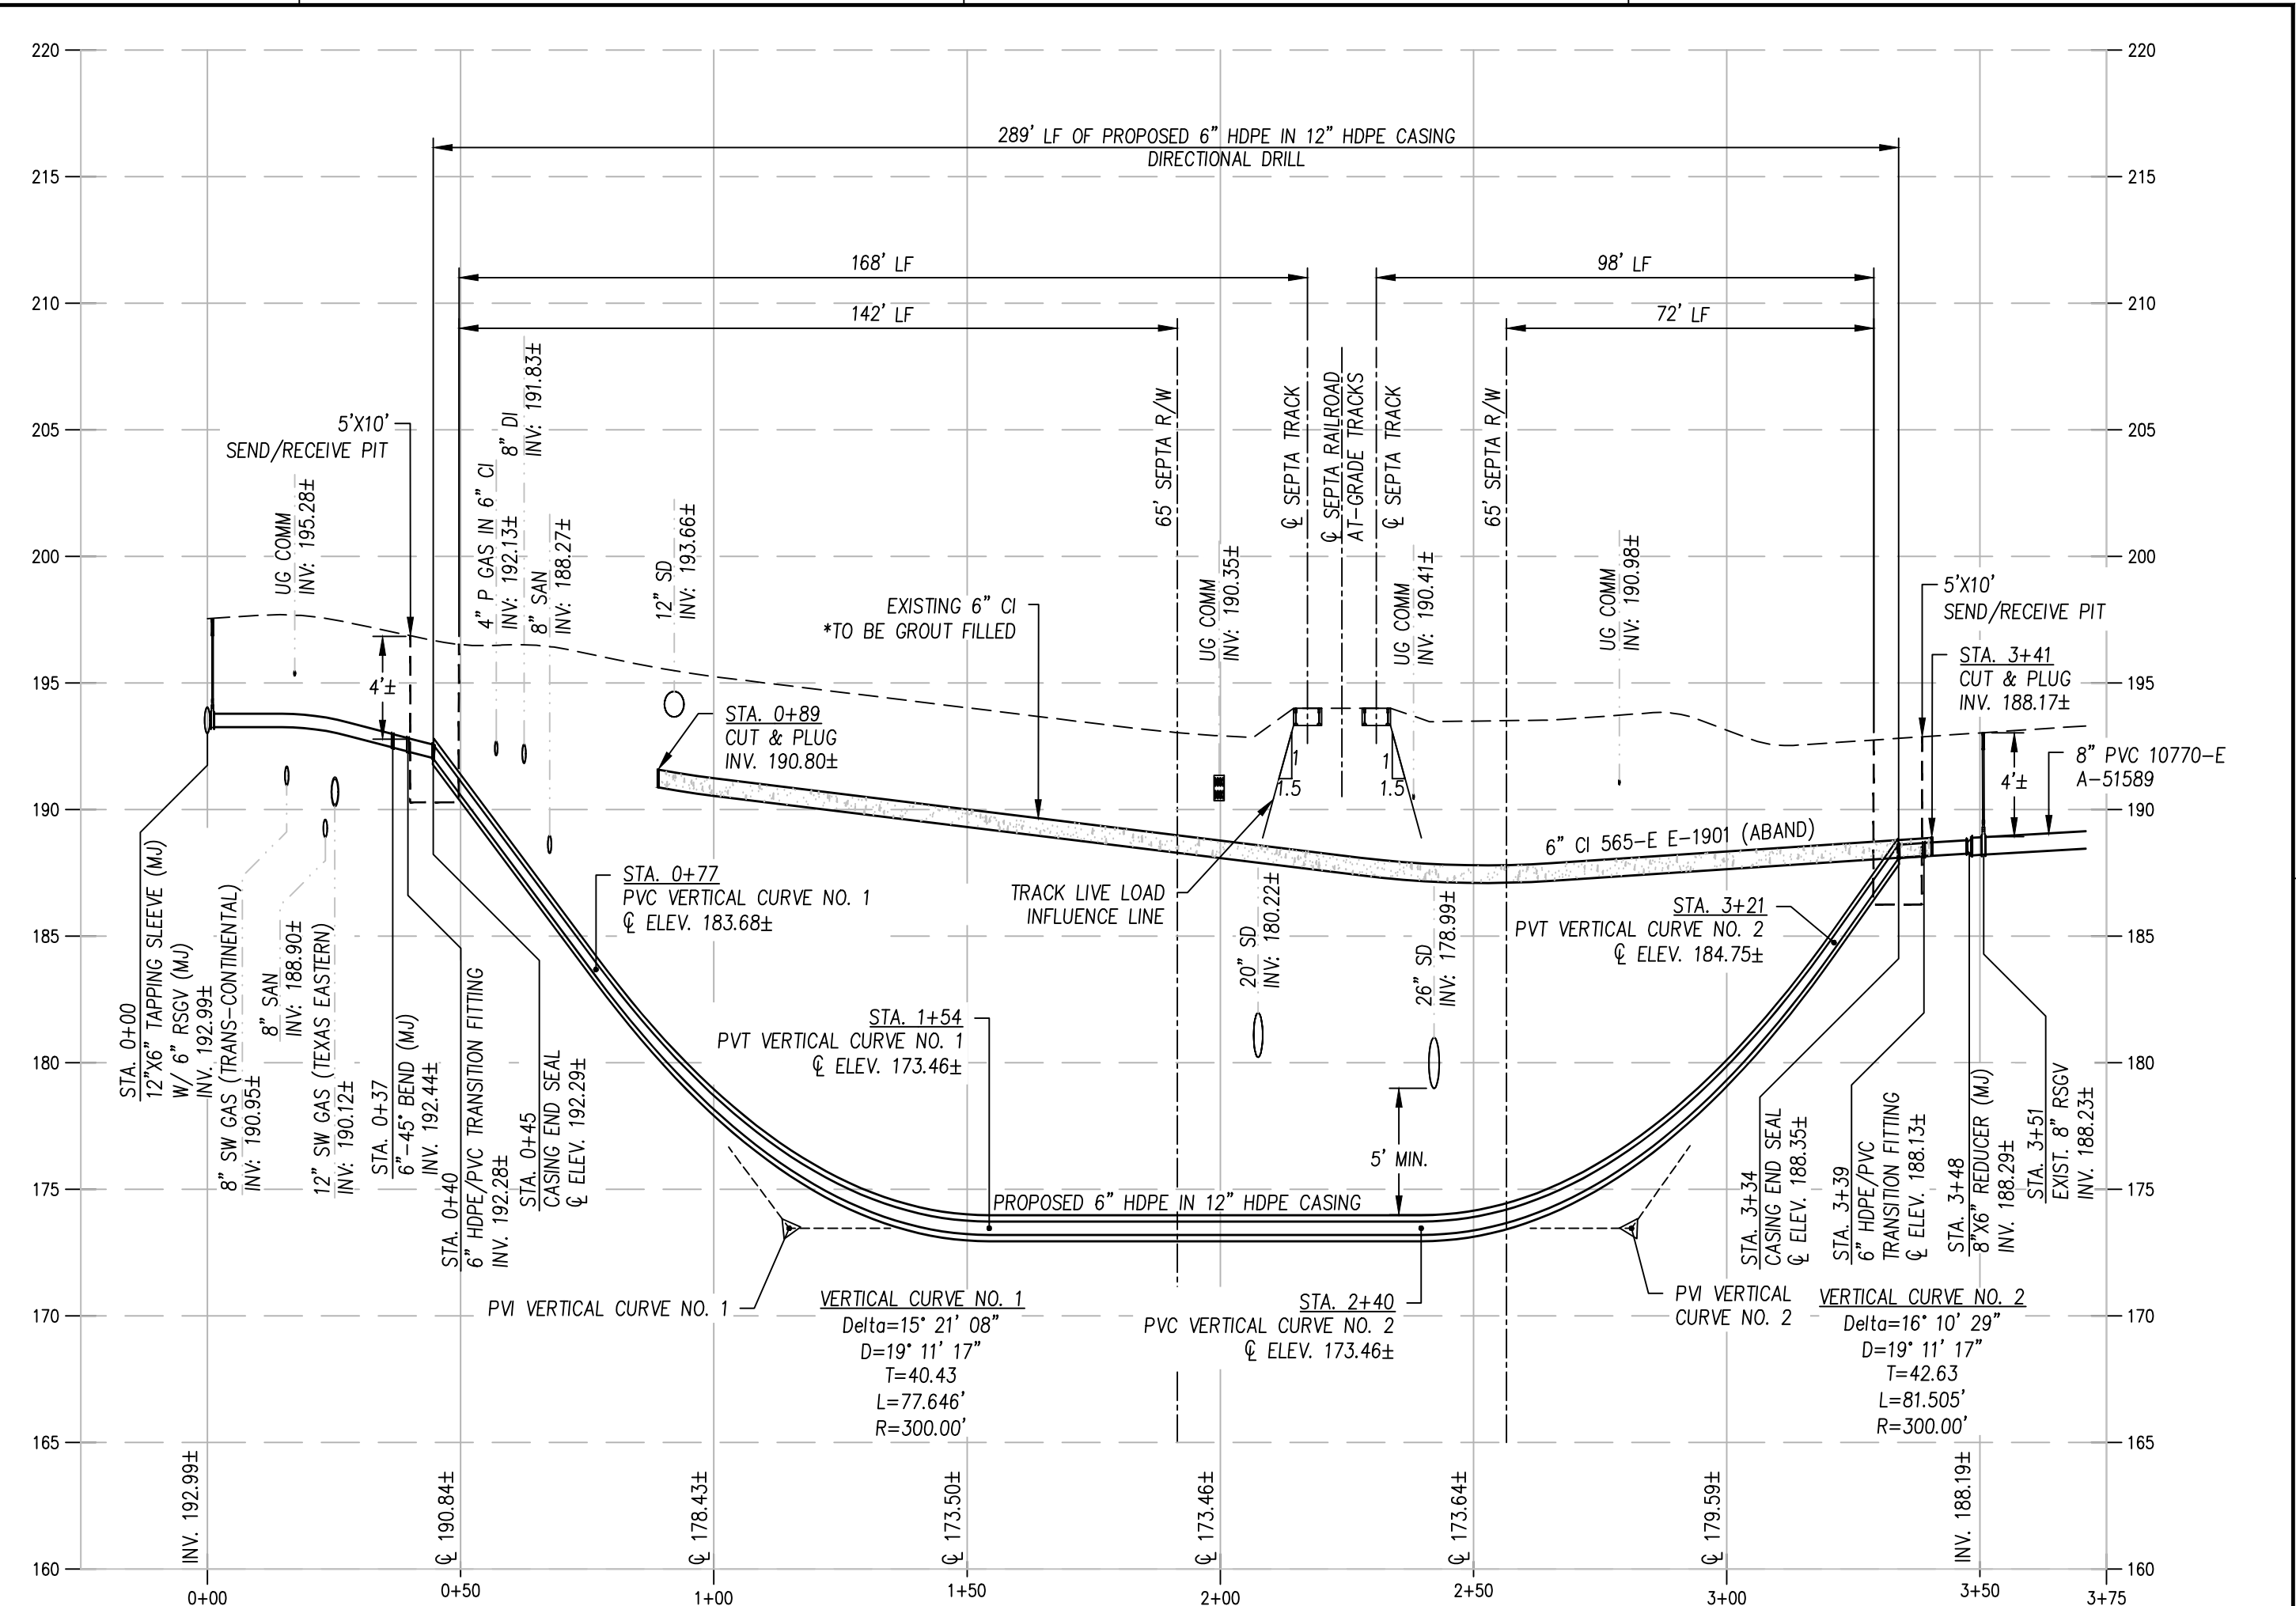 220
215
210
205
200
195
190
185
180
175
170
165
160
220
215
210
205
200
195
190
185
180
175
170
165
160
289' LF OF PROPOSED 6" HDPE IN 12" HDPE CASING
DIRECTIONAL DRILL
168' LF
98' LF
142' LF
72' LF
5'X10'
SEND/RECEIVE PIT
UG COMM
INV: 195.28±
4'±
4" P GAS IN 6" CI
INV: 192.13±
8" DI
INV: 191.83±
8" SAN
INV: 188.27±
12" SD
INV: 193.66±
EXISTING 6" CI
*TO BE GROUT FILLED
STA. 0+89
CUT & PLUG
INV. 190.80±
65' SEPTA R/W
UG COMM
INV: 190.35±
℄ SEPTA TRACK
℄ SEPTA RAILROAD
AT-GRADE TRACKS
℄ SEPTA TRACK
UG COMM
INV: 190.41±
65' SEPTA R/W
UG COMM
INV: 190.98±
5'X10'
SEND/RECEIVE PIT
STA. 3+41
CUT & PLUG
INV. 188.17±
8" PVC 10770-E
A-51589
4'±
1
1.5
1
1.5
6" CI 565-E E-1901 (ABAND)
TRACK LIVE LOAD
INFLUENCE LINE
STA. 0+77
PVC VERTICAL CURVE NO. 1
℄ ELEV. 183.68±
STA. 3+21
PVT VERTICAL CURVE NO. 2
℄ ELEV. 184.75±
20" SD
INV: 180.22±
26" SD
INV: 178.99±
STA. 1+54
PVT VERTICAL CURVE NO. 1
℄ ELEV. 173.46±
5' MIN.
PROPOSED 6" HDPE IN 12" HDPE CASING
STA. 0+00
12"X6" TAPPING SLEEVE (MJ)
W/ 6" RSGV (MJ)
INV. 192.99±
8" SW GAS (TRANS-CONTINENTAL)
INV: 190.95±
8" SAN
INV: 188.90±
12" SW GAS (TEXAS EASTERN)
INV: 190.12±
STA. 0+37
6"-45° BEND (MJ)
INV. 192.44±
STA. 0+40
6" HDPE/PVC TRANSITION FITTING
INV. 192.28±
STA. 0+45
CASING END SEAL
℄ ELEV. 192.29±
STA. 3+34
CASING END SEAL
℄ ELEV. 188.35±
STA. 3+39
6" HDPE/PVC
TRANSITION FITTING
℄ ELEV. 188.13±
STA. 3+48
8"X6" REDUCER (MJ)
INV. 188.29±
STA. 3+51
EXIST. 8" RSGV
INV. 188.23±
PVI VERTICAL CURVE NO. 1
VERTICAL CURVE NO. 1
Delta=15° 21' 08"
D=19° 11' 17"
T=40.43
L=77.646'
R=300.00'
STA. 2+40
PVC VERTICAL CURVE NO. 2
℄ ELEV. 173.46±
PVI VERTICAL
CURVE NO. 2
VERTICAL CURVE NO. 2
Delta=16° 10' 29"
D=19° 11' 17"
T=42.63
L=81.505'
R=300.00'
INV. 192.99±
℄ 190.84±
℄ 178.43±
℄ 173.50±
℄ 173.46±
℄ 173.64±
℄ 179.59±
INV. 188.19±
0+00
0+50
1+00
1+50
2+00
2+50
3+00
3+50
3+75